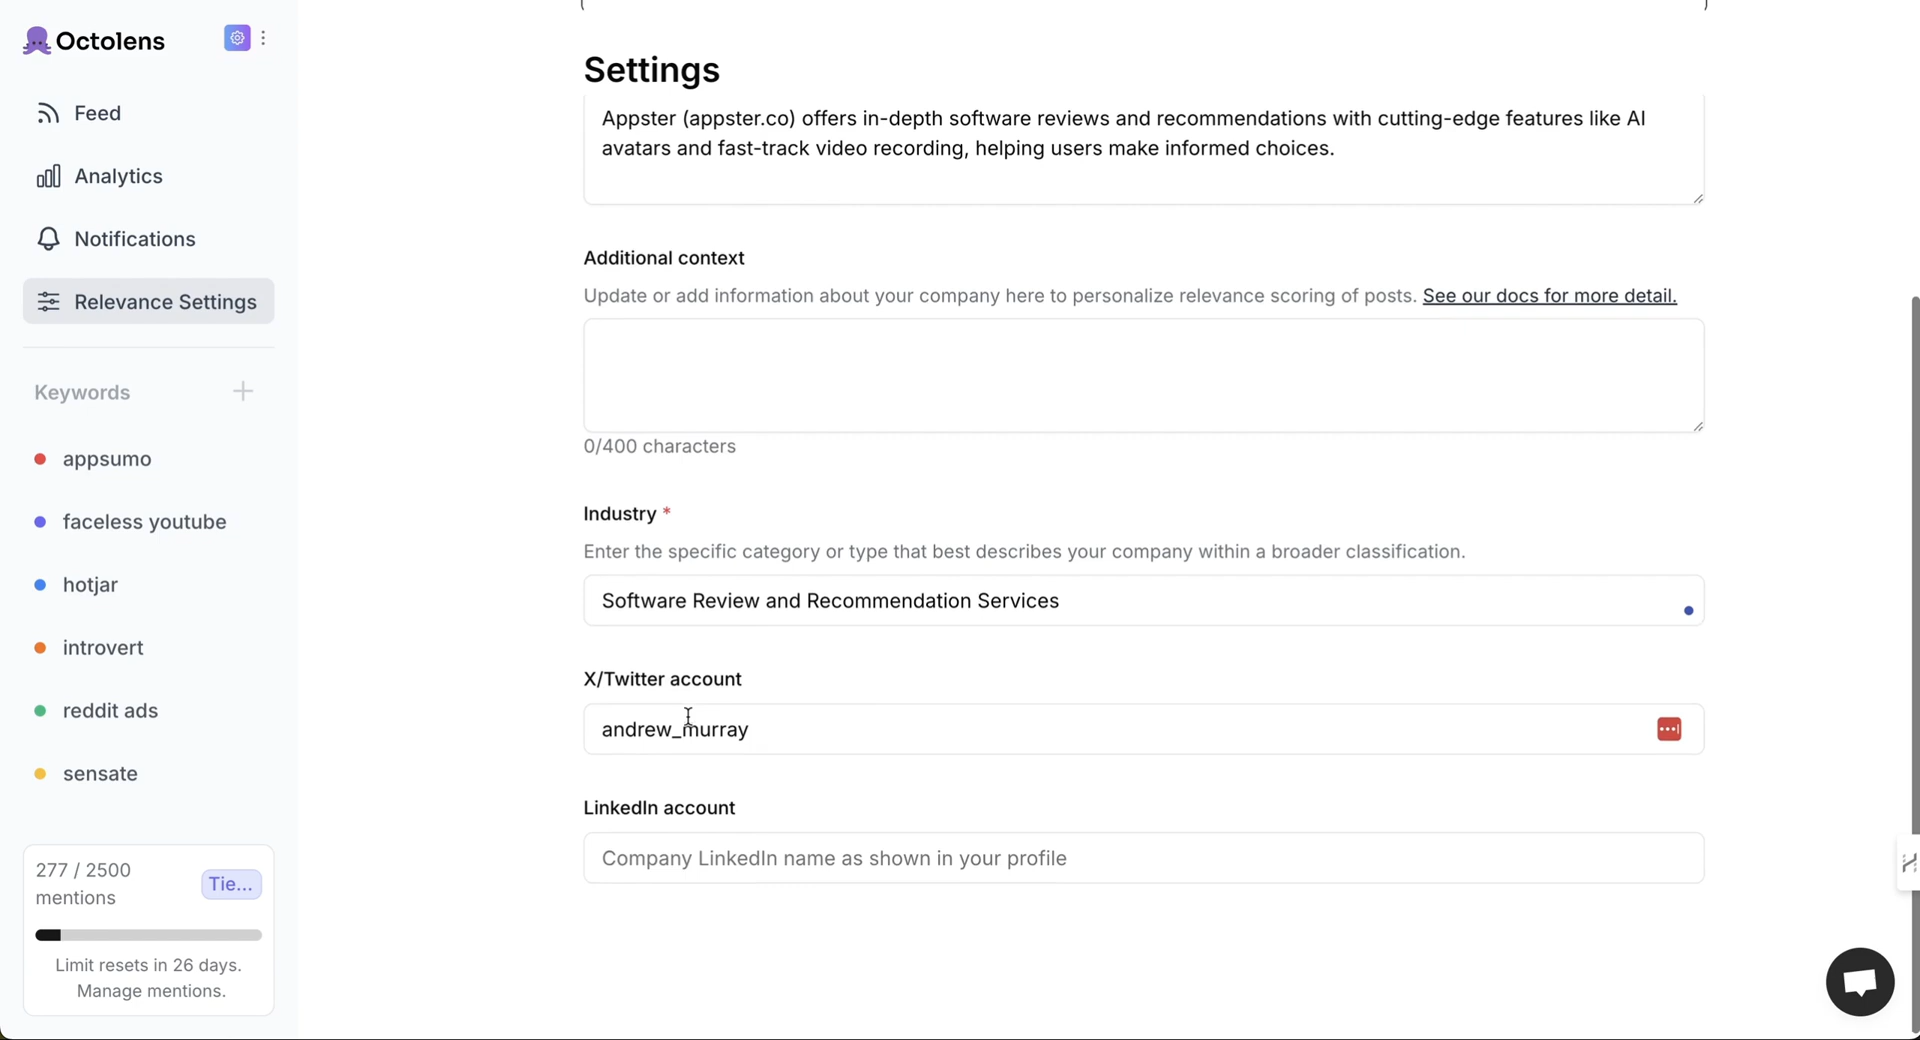 Octolens
Feed
Analytics
Notifications
Relevance Settings
Keywords
appsumo
faceless youtube
hotjar
introvert
reddit ads
sensate
277 / 2500
mentions
Tie...
Limit resets in 26 days.
Manage mentions.
Settings
Appster (appster.co) offers in-depth software reviews and recommendations with cutting-edge features like AI
avatars and fast-track video recording, helping users make informed choices.
Additional context
Update or add information about your company here to personalize relevance scoring of posts. See our docs for more detail.
0/400 characters
Industry *
Enter the specific category or type that best describes your company within a broader classification.
Software Review and Recommendation Services
X/Twitter account
andrew_murray
LinkedIn account
Company LinkedIn name as shown in your profile